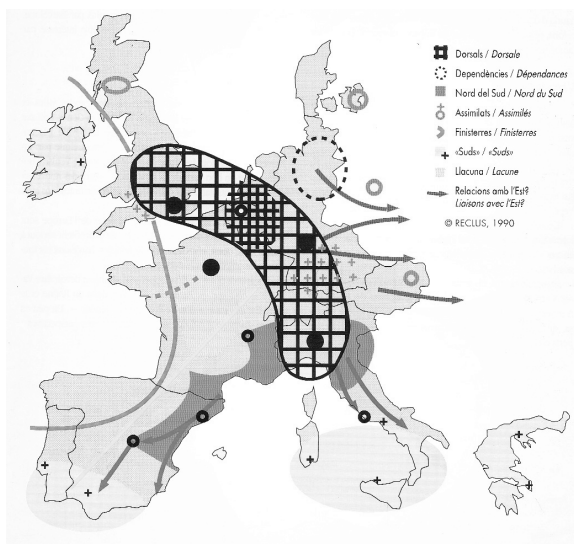 Dorsals / Dorsale
Dependències / Dépendances
Nord del Sud / Nord du Sud
Assimilats / Assimilés
Finisterres / Finisterres
«Suds» / «Suds»
Llacuna / Lacune
Relacions amb l'Est?
Liaisons avec l'Est?
© RECLUS, 1990